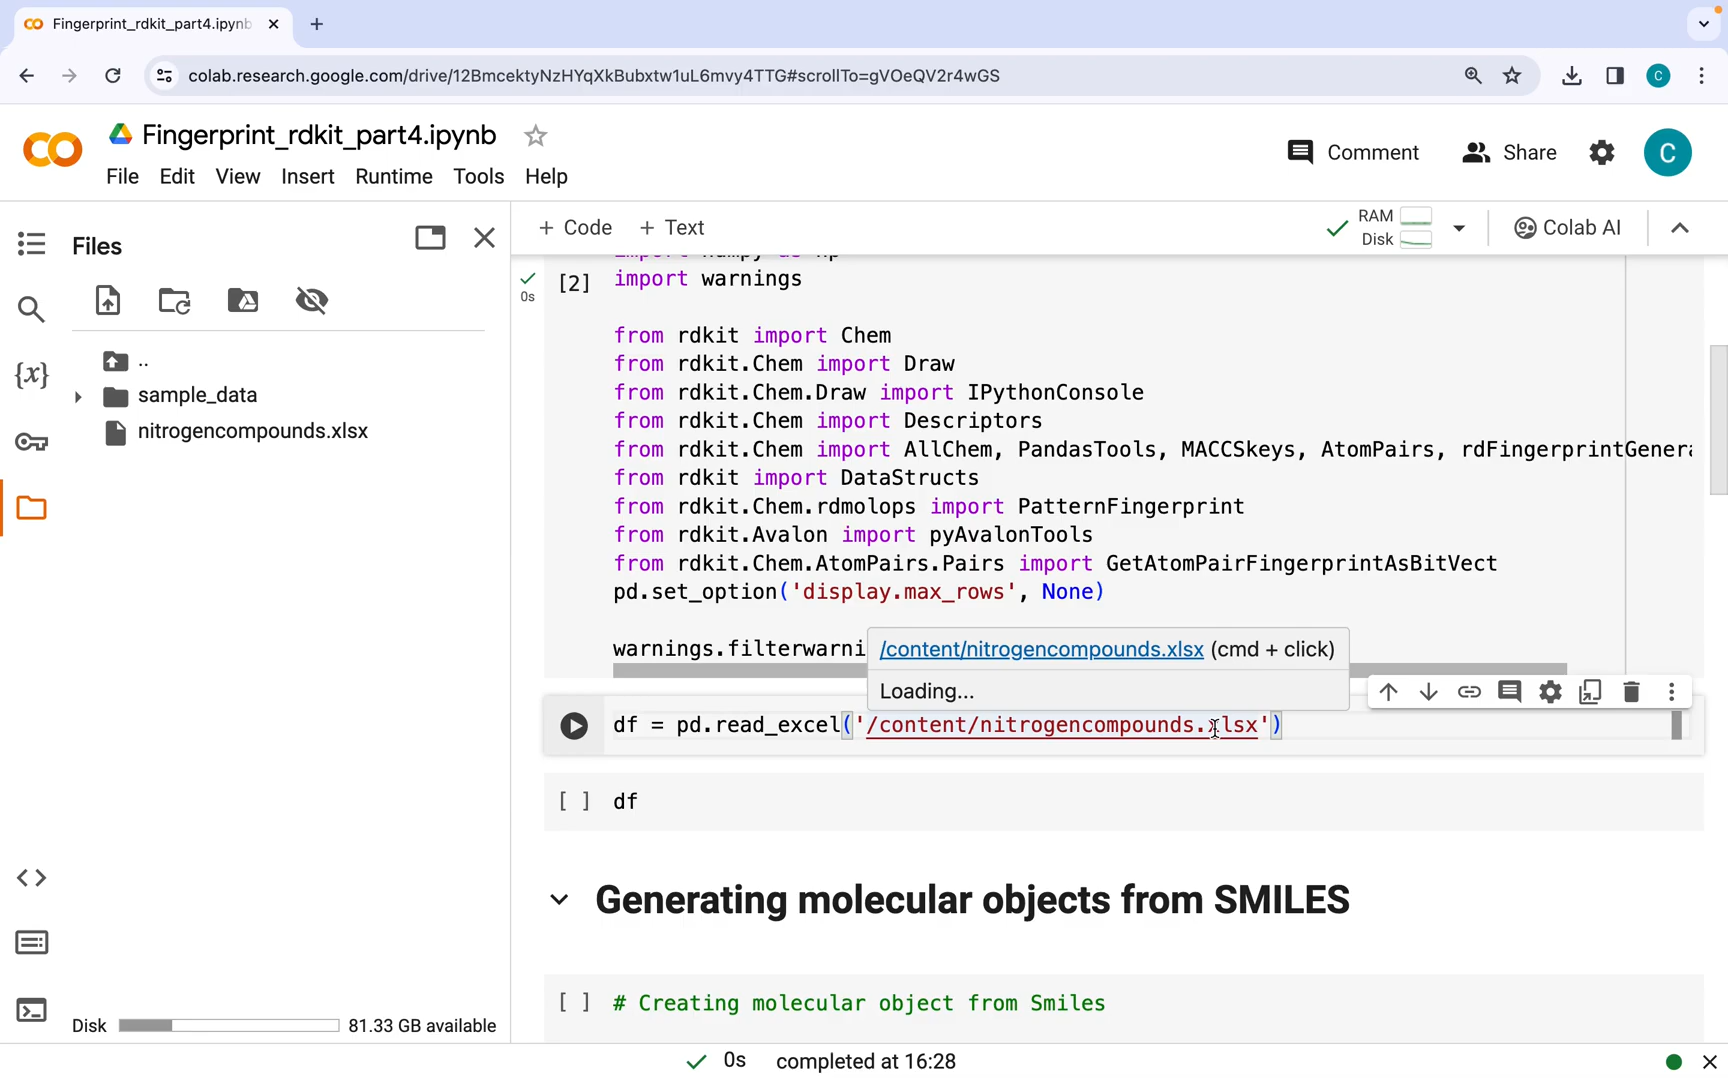 Fingerprint_rdkit_part4.ipynb
colab.research.google.com/drive/12BmcektyNzHYqXkBubxtw1uL6mvy4TTG#scrollTo=gVOeQV2r4wGS
C
Fingerprint_rdkit_part4.ipynb
File Edit View Insert Runtime Tools Help
Comment
Share
C
Files
+ Code + Text
RAM
Disk
Colab AI
..
sample_data
nitrogencompounds.xlsx
{x}
Disk
81.33 GB available
import numpy as np
0s
[2]
import warnings
from rdkit import Chem
from rdkit.Chem import Draw
from rdkit.Chem.Draw import IPythonConsole
from rdkit.Chem import Descriptors
from rdkit.Chem import AllChem, PandasTools, MACCSkeys, AtomPairs, rdFingerprintGenera
from rdkit import DataStructs
from rdkit.Chem.rdmolops import PatternFingerprint
from rdkit.Avalon import pyAvalonTools
from rdkit.Chem.AtomPairs.Pairs import GetAtomPairFingerprintAsBitVect
pd.set_option('display.max_rows', None)
warnings.filterwarni
/content/nitrogencompounds.xlsx (cmd + click)
Loading...
df = pd.read_excel('/content/nitrogencompounds.xlsx')
[ ] df
Generating molecular objects from SMILES
[ ] # Creating molecular object from Smiles
0s completed at 16:28